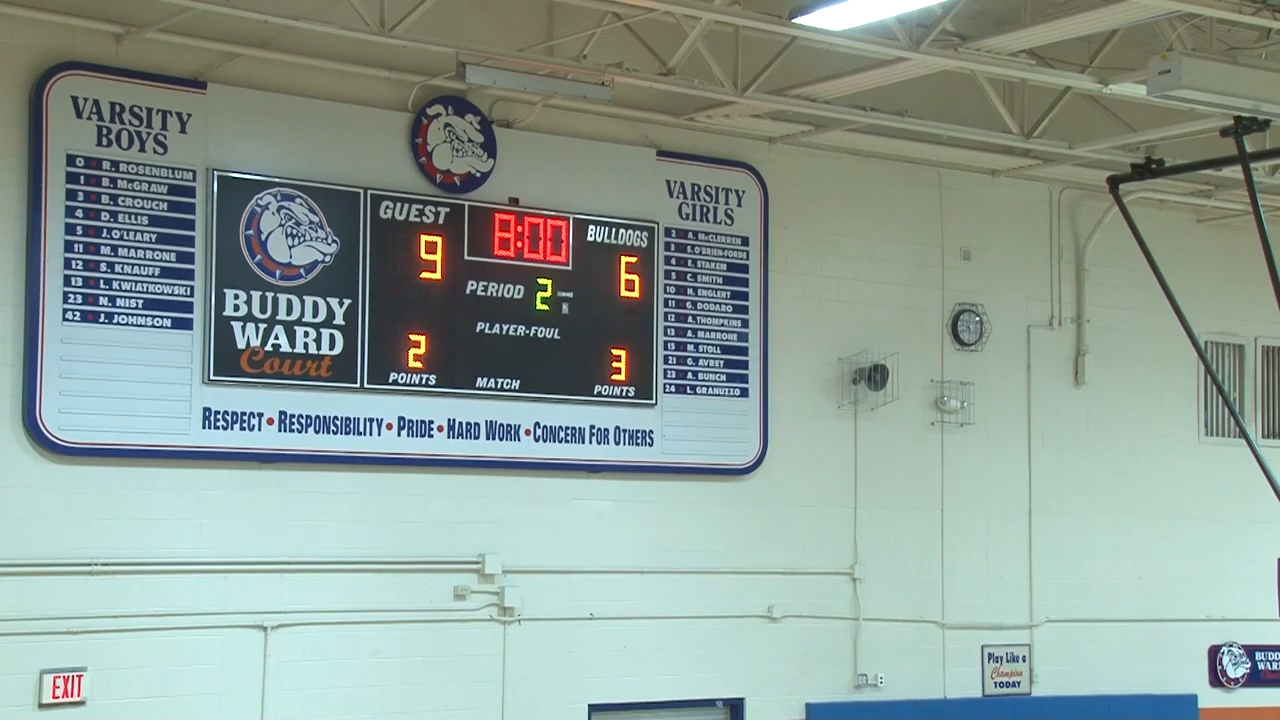 VARSITY
BOYS
0 R. ROSENBLUM
1 B. McGRAW
3 B. CROUCH
4 D. ELLIS
5 J. O'LEARY
11 M. MARRONE
12 S. KNAUFF
13 L. KWIATKOWSKI
23 N. NIST
42 J. JOHNSON
BUDDY
WARD
Court
GUEST
9
8:00
BULLDOGS
6
PERIOD 2
PLAYER-FOUL
2
POINTS
MATCH
3
POINTS
VARSITY
GIRLS
2 A. McCLERREN
3 S. O'BRIEN-FORDE
4 E. STAKEM
5 C. SMITH
10 H. ENGLERT
11 G. DODARO
12 A. THOMPKINS
13 A. MARRONE
15 M. STOLL
21 G. AVRET
23 A. BUNCH
24 L. GRANUZZO
RESPECT • RESPONSIBILITY • PRIDE • HARD WORK • CONCERN FOR OTHERS
EXIT
Play Like a
Champion
TODAY
BUDD
WAR